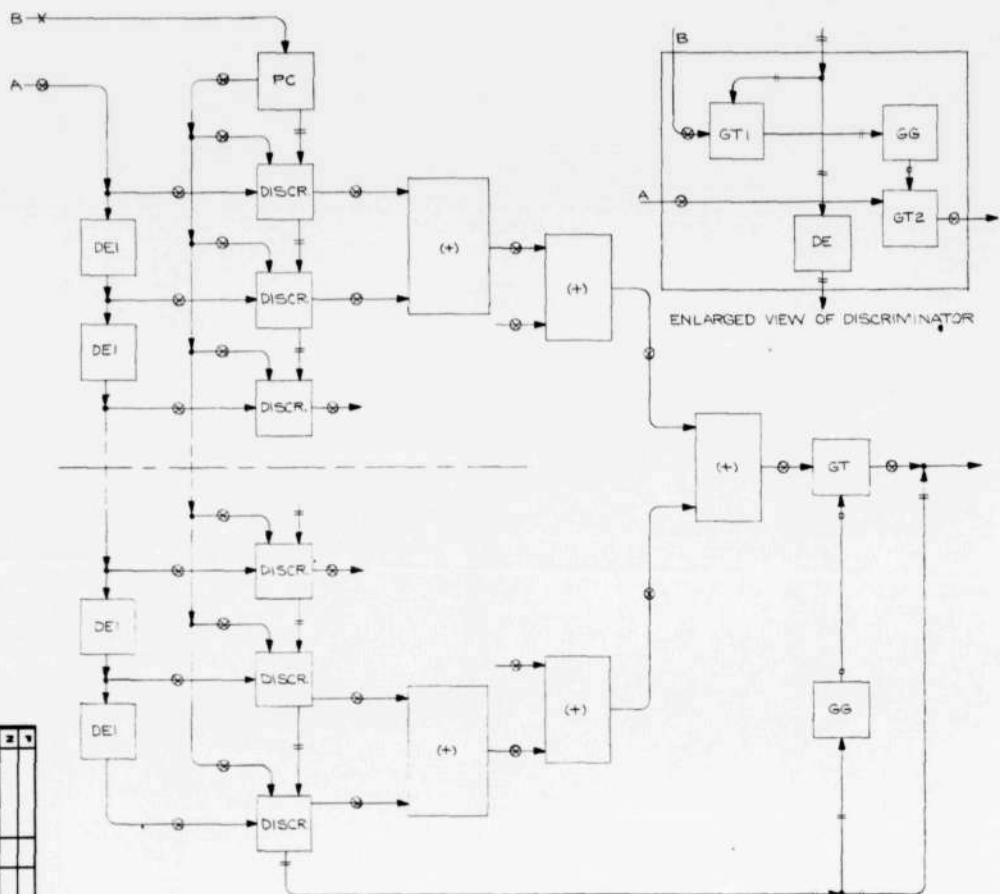 B
PC
A
DISCR.
DEI
DISCR.
DEI
DISCR.
(+)
(+)
B
GT1
GG
A
GT2
DE
ENLARGED VIEW OF DISCRIMINATOR
(+)
GT
DISCR.
DEI
DISCR.
DEI
DISCR
(+)
(+)
GG